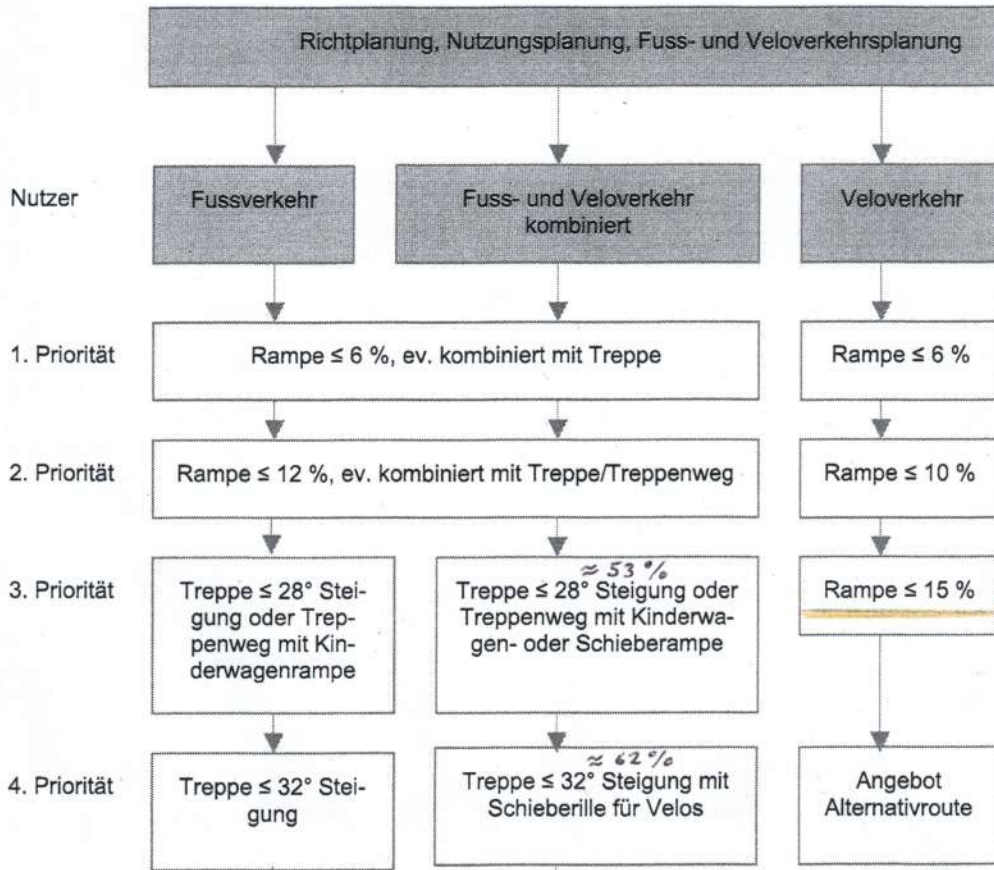 Richtplanung, Nutzungsplanung, Fuss- und Veloverkehrsplanung
Nutzer
Fussverkehr
Fuss- und Veloverkehr
kombiniert
Veloverkehr
1. Priorität
Rampe ≤ 6 %, ev. kombiniert mit Treppe
Rampe ≤ 6 %
2. Priorität
Rampe ≤ 12 %, ev. kombiniert mit Treppe/Treppenweg
Rampe ≤ 10 %
3. Priorität
Treppe ≤ 28° Stei-
gung oder Trep-
penweg mit Kin-
derwagenrampe
≈ 53 %
Treppe ≤ 28° Steigung oder
Treppenweg mit Kinderwa-
gen- oder Schieberampe
Rampe ≤ 15 %
4. Priorität
Treppe ≤ 32° Stei-
gung
≈ 62 %
Treppe ≤ 32° Steigung mit
Schieberille für Velos
Angebot
Alternativroute